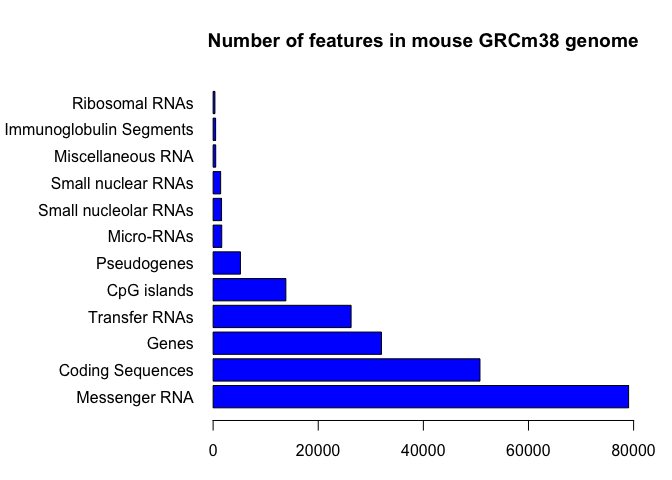 Number of features in mouse GRCm38 genome
Ribosomal RNAs
Immunoglobulin Segments
Miscellaneous RNA
Small nuclear RNAs
Small nucleolar RNAs
Micro-RNAs
Pseudogenes
CpG islands
Transfer RNAs
Genes
Coding Sequences
Messenger RNA
0 20000 40000 60000 80000